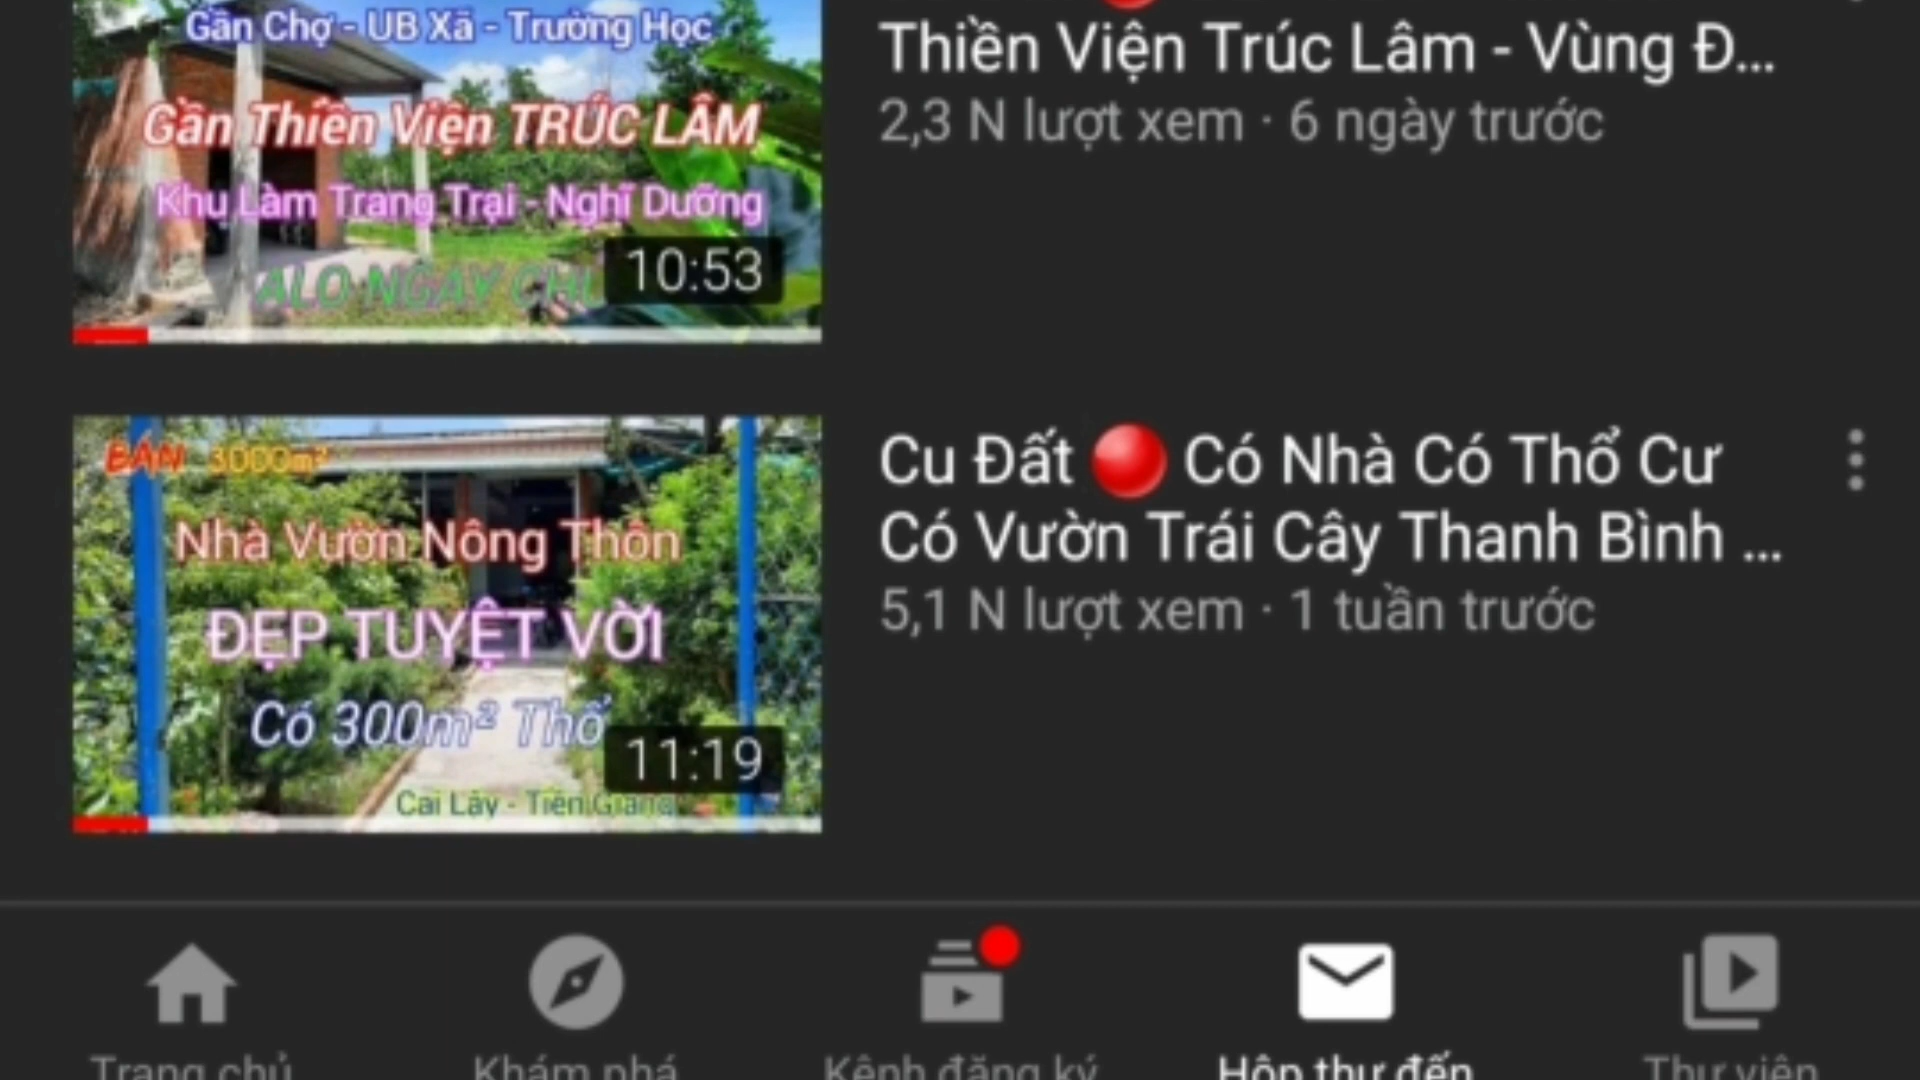 Gần Chợ - UB Xã - Trường Học
Gần Thiền Viện TRÚC LÂM
Khu Làm Trang Trại - Nghĩ Dưỡng
ALO NGAY CH
10:53
Thiền Viện Trúc Lâm - Vùng Đ...
2,3 N lượt xem · 6 ngày trước
BÁN 3000m²
Nhà Vườn Nông Thôn
ĐẸP TUYỆT VỜI
Có 300m² Thổ
11:19
Cai Lậy - Tiền Giang
Cu Đất 🔴 Có Nhà Có Thổ Cư
Có Vườn Trái Cây Thanh Bình ...
5,1 N lượt xem · 1 tuần trước
Trang chủ
Khám phá
Kênh đăng ký
Hộp thư đến
Thư viện